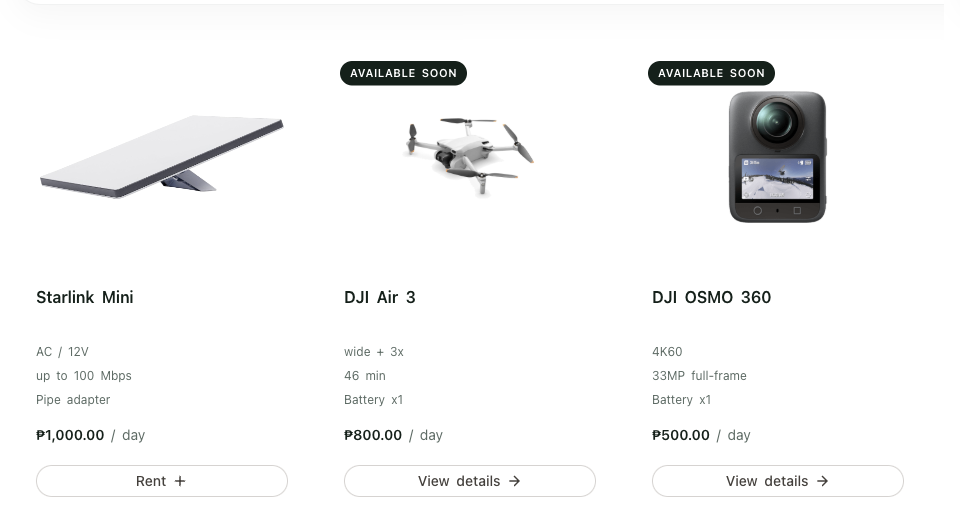 AVAILABLE SOON
AVAILABLE SOON
Starlink Mini
AC / 12V
up to 100 Mbps
Pipe adapter
₱1,000.00 / day
Rent +
DJI Air 3
wide + 3x
46 min
Battery x1
₱800.00 / day
View details →
DJI OSMO 360
4K60
33MP full-frame
Battery x1
₱500.00 / day
View details →